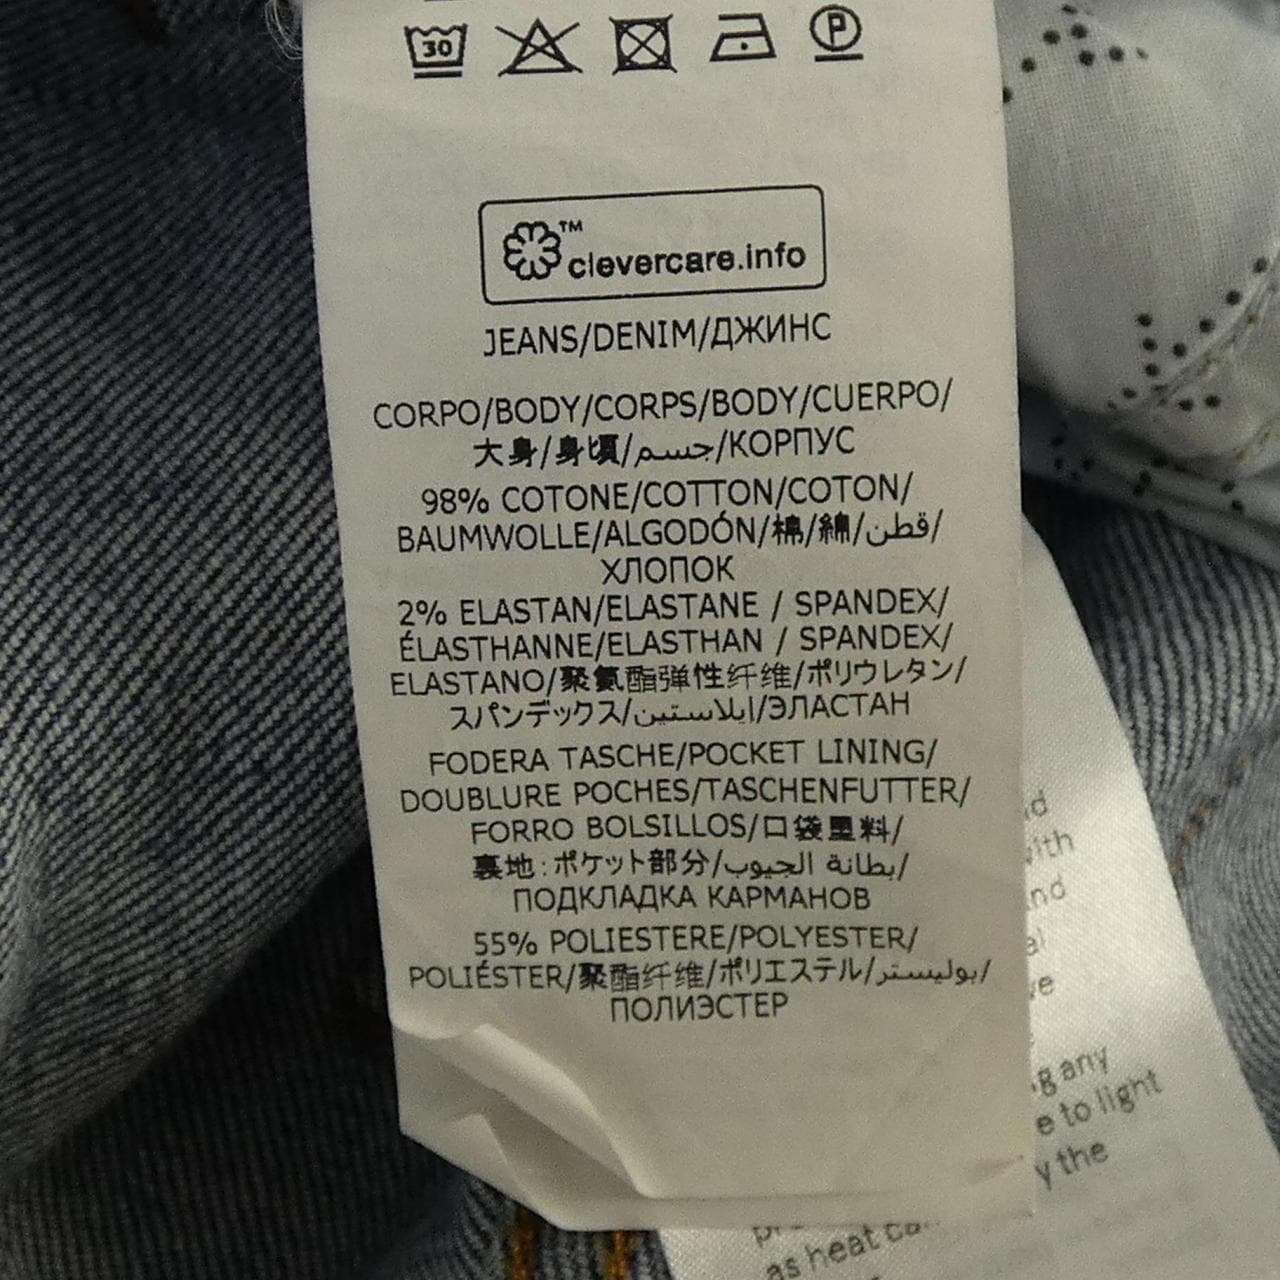 30
P
™
clevercare.info
JEANS/DENIM/ДЖИНС
CORPO/BODY/CORPS/BODY/CUERPO/
大身/身頃/جسم/КОРПУС
98% COTONE/COTTON/COTON/
BAUMWOLLE/ALGODÓN/棉/綿/قطن/
ХЛОПОК
2% ELASTAN/ELASTANE / SPANDEX/
ÉLASTHANNE/ELASTHAN / SPANDEX/
ELASTANO/聚氨酯弹性纤维/ポリウレタン/
スパンデックス/ايلاستين/ЭЛАСТАН
FODERA TASCHE/POCKET LINING/
DOUBLURE POCHES/TASCHENFUTTER/
FORRO BOLSILLOS/口袋里料/
裏地:ポケット部分/بطانة الجيوب/
ПОДКЛАДКА КАРМАНОВ
55% POLIESTERE/POLYESTER/
POLIÉSTER/聚酯纤维/ポリエステル/بوليستر/
ПОЛИЭСТЕР
any
to light
the
as heat